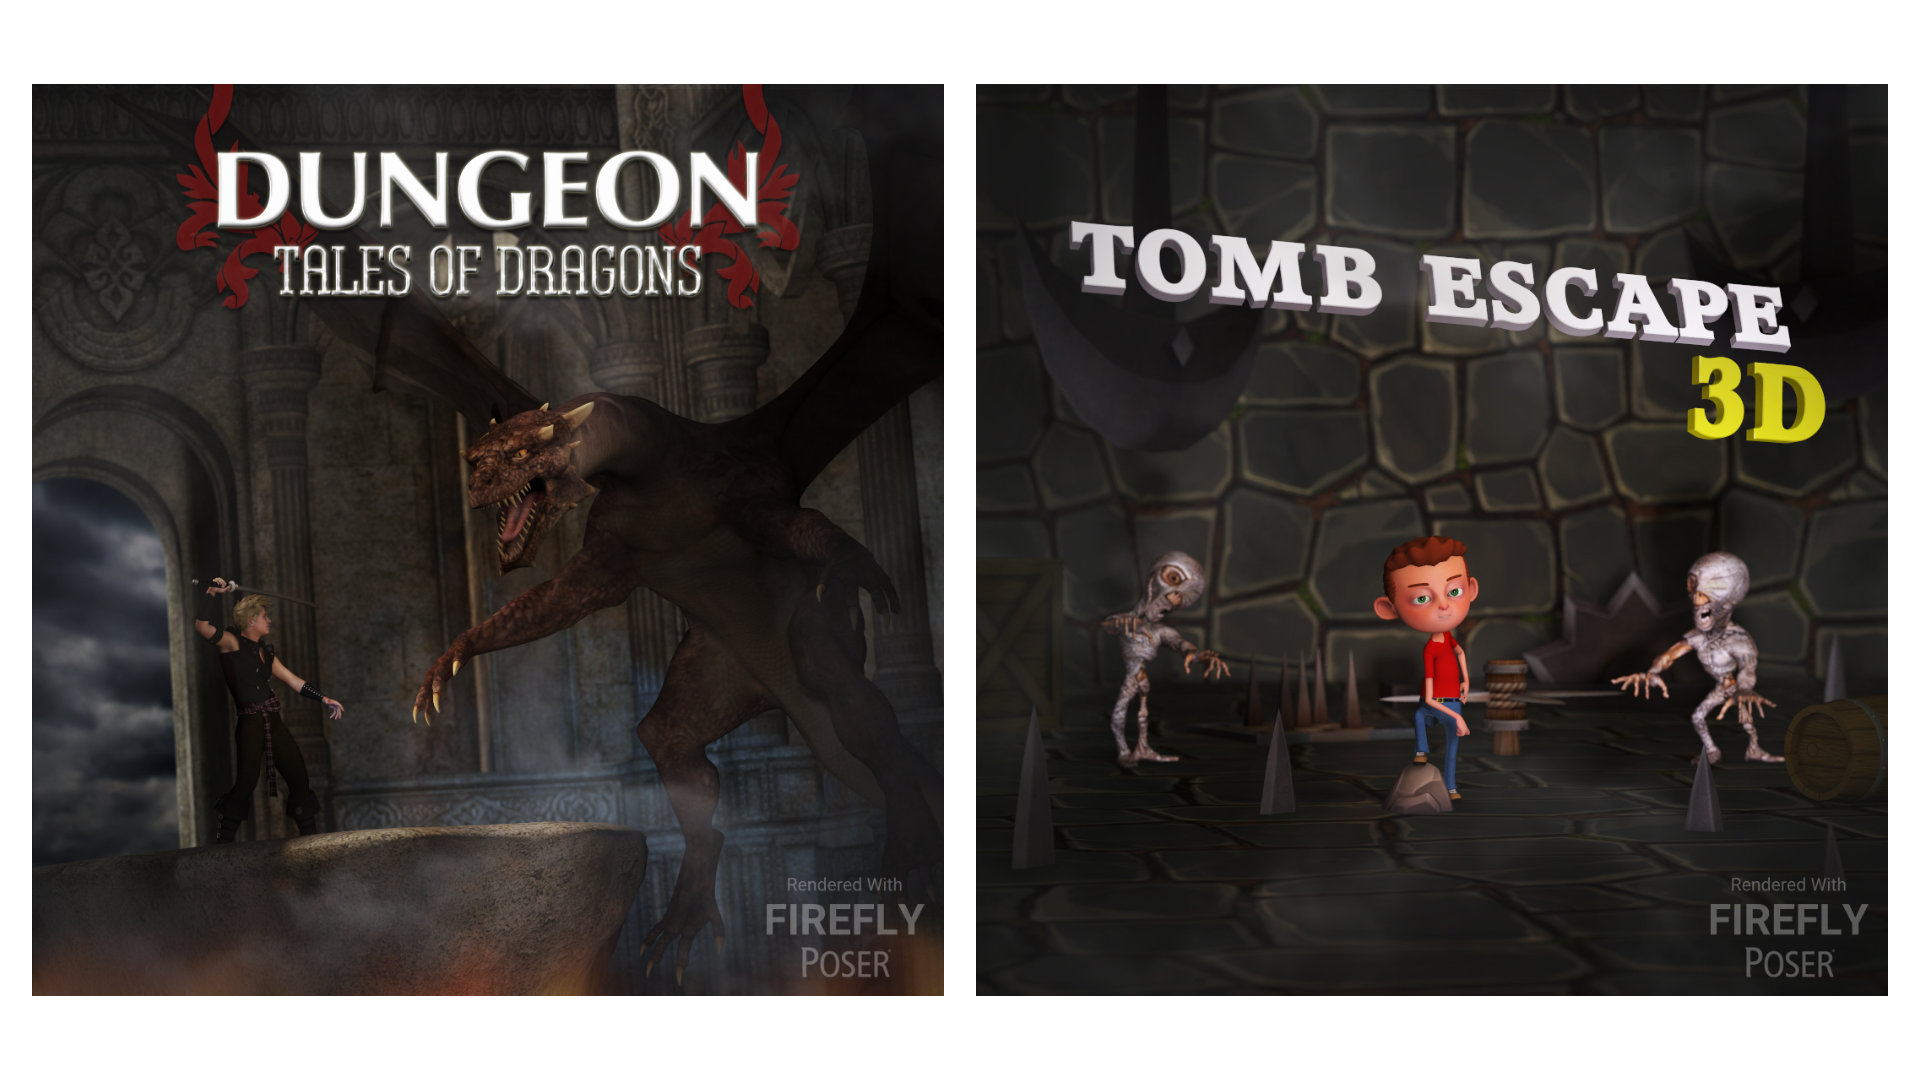 DUNGEON
TALES OF DRAGONS
Rendered With
FIREFLY
POSER
TOMB ESCAPE
3D
Rendered With
FIREFLY
POSER